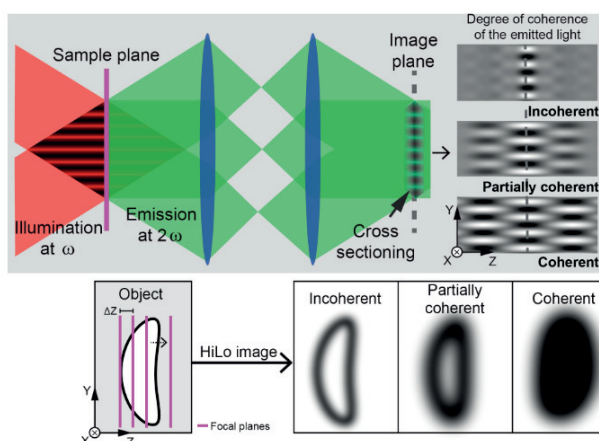 Degree of coherence
of the emitted light
Sample plane
Image
plane
Incoherent
Partially coherent
Illumination
at ω
Emission
at 2ω
Cross
sectioning
Y
X
Z
Coherent
Object
ΔZ
HiLo image
Y
X
Z
Focal planes
Incoherent
Partially
coherent
Coherent